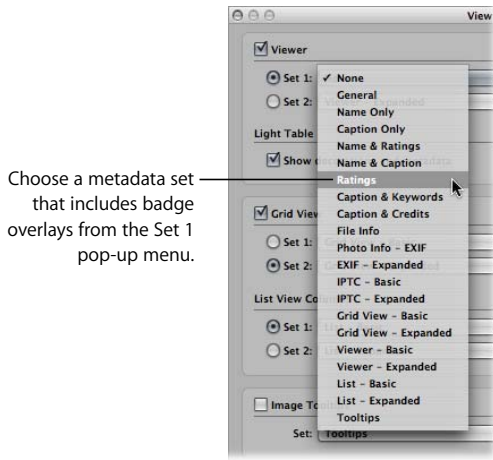 View
Viewer
Set 1:
✓ None
Set 2:
General
Name Only
Caption Only
Light Table
Name & Ratings
Show
Name & Caption
Choose a metadata set
that includes badge
overlays from the Set 1
pop-up menu.
Ratings
Caption & Keywords
Grid View
Caption & Credits
File Info
Set 1:
Photo Info – EXIF
Set 2:
EXIF – Expanded
IPTC – Basic
List View Co
IPTC – Expanded
Grid View – Basic
Set 1:
Grid View – Expanded
Set 2:
Viewer – Basic
Viewer – Expanded
List – Basic
Image To
List – Expanded
Tooltips
Set: Tooltips